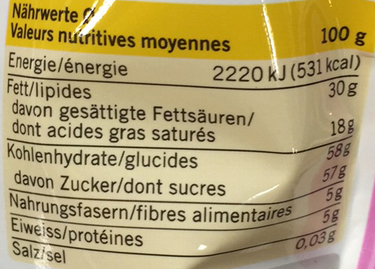 Nährwerte Ø
Valeurs nutritives moyennes 100 g
Energie/énergie 2220 kJ (531 kcal)
Fett/lipides 30 g
davon gesättigte Fettsäuren/
dont acides gras saturés 18 g
Kohlenhydrate/glucides 58 g
davon Zucker/dont sucres 57 g
Nahrungsfasern/fibres alimentaires 5 g
Eiweiss/protéines 5 g
Salz/sel 0,03 g